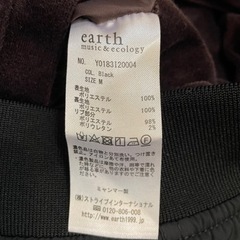 earth
music&ecology
NO. Y01B3120004
COL. Black
SIZE M
表生地
ポリエステル 100%
裏生地
ポリエステル 100%
リブ部分
ポリエステル 98%
ポリウレタン 2%
ミャンマー製
(株)ストライプインターナショナル
0120-806-008
http://www.earth1999.jp